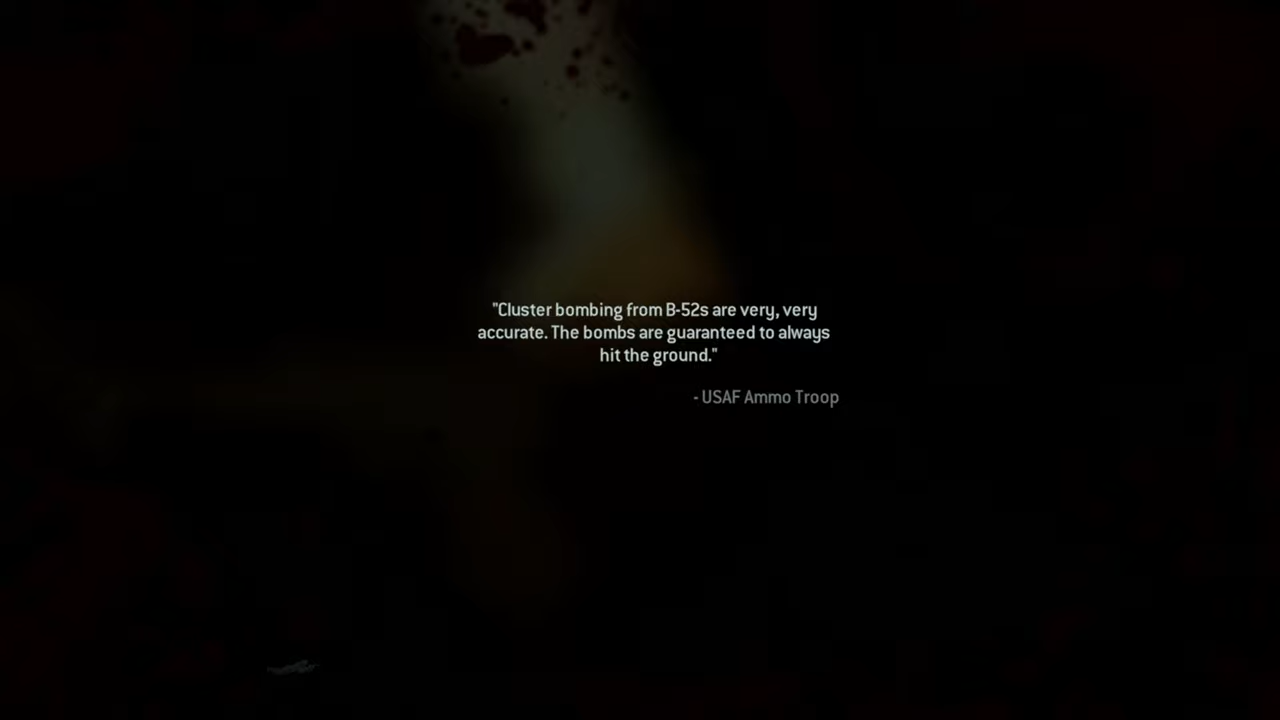 "Cluster bombing from B-52s are very, very
accurate. The bombs are guaranteed to always
hit the ground."
- USAF Ammo Troop